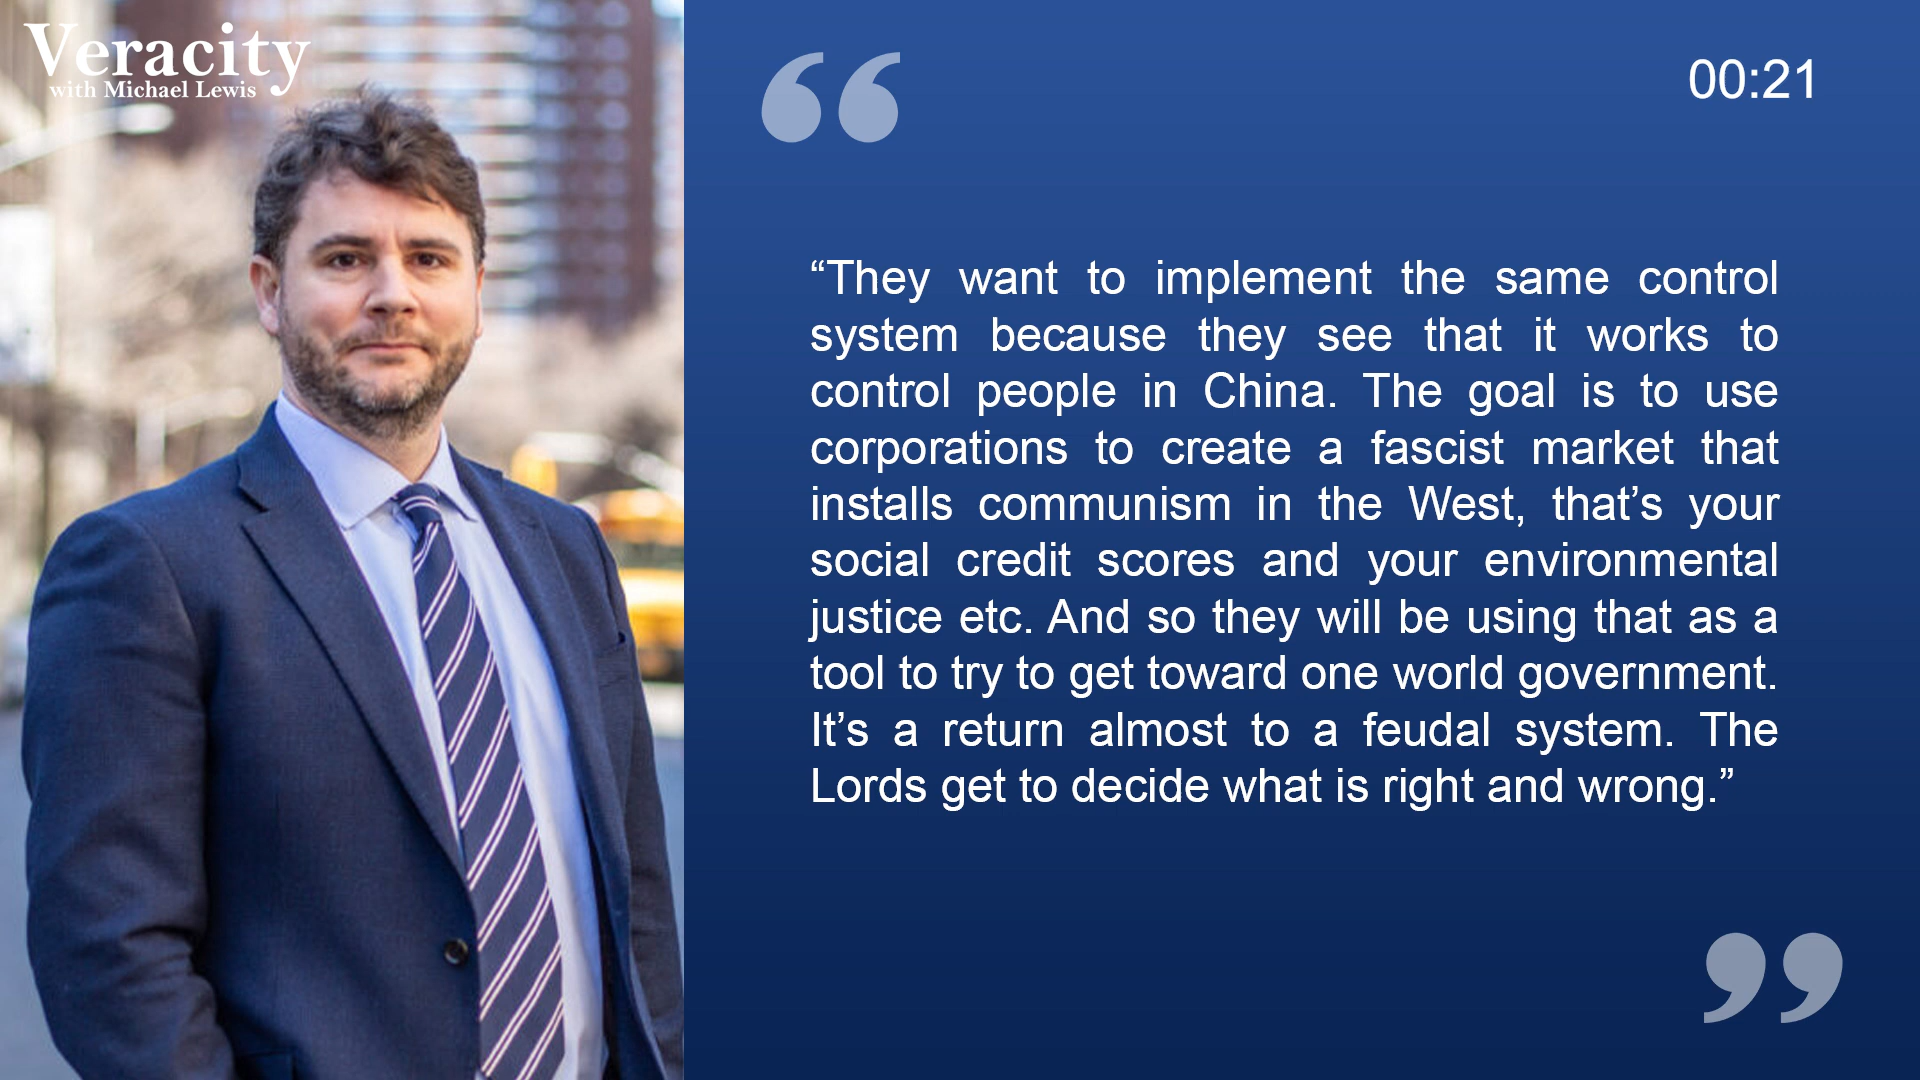 Veracity
with Michael Lewis
00:21
“They want to implement the same control
system because they see that it works to
control people in China. The goal is to use
corporations to create a fascist market that
installs communism in the West, that’s your
social credit scores and your environmental
justice etc. And so they will be using that as a
tool to try to get toward one world government.
It’s a return almost to a feudal system. The
Lords get to decide what is right and wrong.”